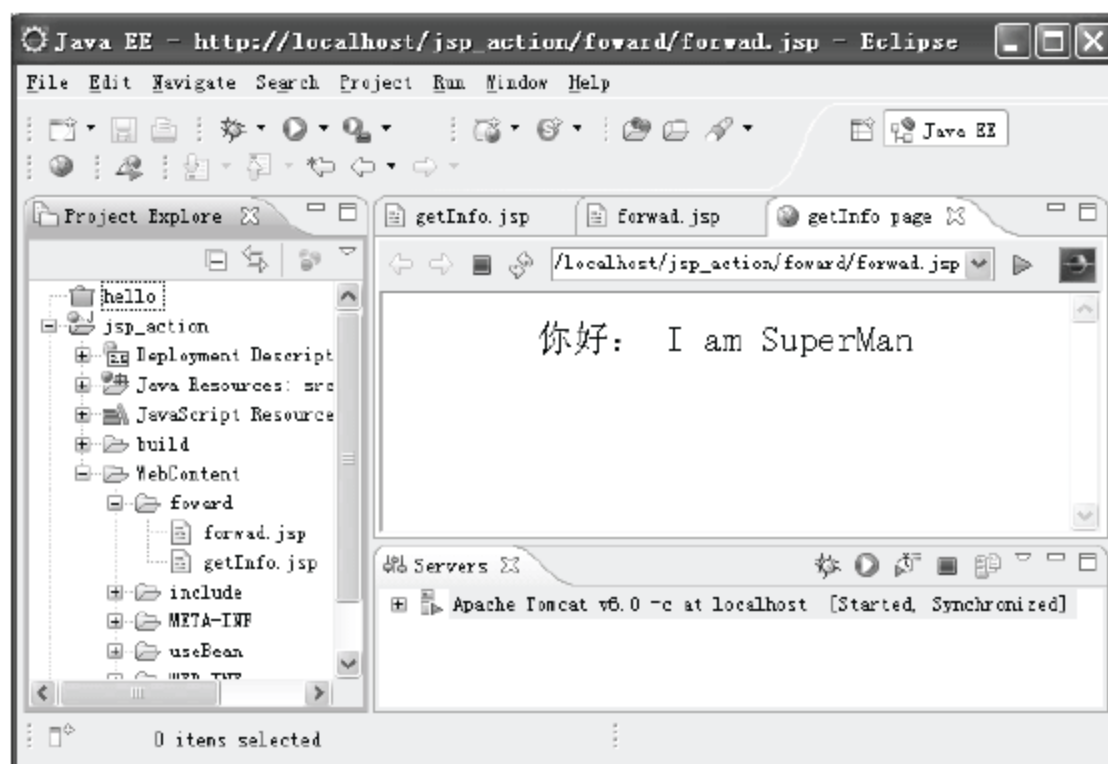 Java EE - http://localhost/jsp_action/foward/forwad.jsp - Eclipse
File Edit Navigate Search Project Run Window Help
Java EE
Project Explore
getInfo.jsp
forwad.jsp
getInfo page
/localhost/jsp_action/foward/forwad.jsp
hello
jsp_action
Deployment Descript
Java Resources: src
JavaScript Resource
build
WebContent
foward
forwad.jsp
getInfo.jsp
include
META-INF
useBean
WEB-INF
你好： I am SuperMan
Servers
Apache Tomcat v6.0 -c at localhost [Started, Synchronized]
0 items selected